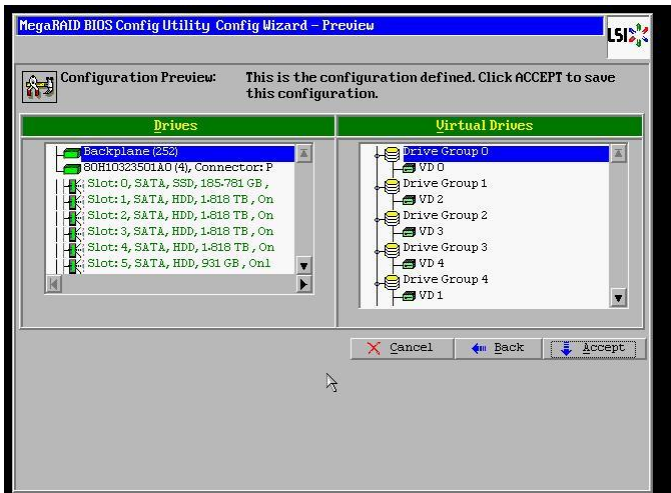 MegaRAID BIOS Config Utility Config Wizard - Preview
LSI
Configuration Preview: This is the configuration defined. Click ACCEPT to save
this configuration.
Drives
Backplane (252)
80H10323501A0 (4), Connector: P
Slot: 0, SATA, SSD, 185.781 GB,
Slot: 1, SATA, HDD, 1.818 TB, On
Slot: 2, SATA, HDD, 1.818 TB, On
Slot: 3, SATA, HDD, 1.818 TB, On
Slot: 4, SATA, HDD, 1.818 TB, On
Slot: 5, SATA, HDD, 931 GB, Onl
Virtual Drives
Drive Group 0
VD 0
Drive Group 1
VD 2
Drive Group 2
VD 3
Drive Group 3
VD 4
Drive Group 4
VD 1
Cancel
Back
Accept